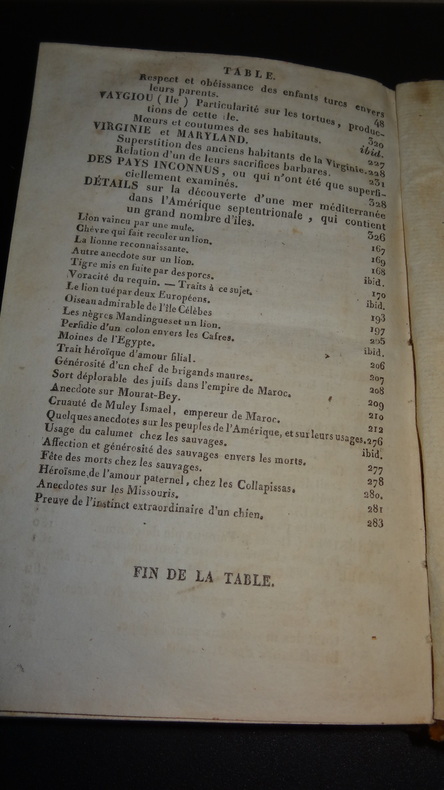 TABLE.
Respect et obéissance des enfants turcs envers
leurs parents. 48
VAYGIOU (Ile) Particularité sur les tortues, produc-
tions de cette île. 320
Mœurs et coutumes de ses habitants. ibid.
VIRGINIE et MARYLAND. 227
Superstition des anciens habitants de la Virginie. 228
Relation d'un de leurs sacrifices barbares. 231
DES PAYS INCONNUS, ou qui n'ont été que superfi-
ciellement examinés. 328
DÉTAILS sur la découverte d'une mer méditerranée
dans l'Amérique septentrionale, qui contient
un grand nombre d'îles. 326
Lion vaincu par une mule. 167
Chèvre qui fait reculer un lion. 169
La lionne reconnaissante. 168
Autre anecdote sur un lion. ibid.
Tigre mis en fuite par des porcs. 170
Voracité du requin. — Traits à ce sujet. ibid.
Le lion tué par deux Européens. 193
Oiseau admirable de l'île Célèbes 197
Les nègres Mandingues et un lion. 205
Perfidie d'un colon envers les Cafres. ibid.
Moines de l'Egypte. 206
Trait héroïque d'amour filial. 207
Générosité d'un chef de brigands maures. 208
Sort déplorable des juifs dans l'empire de Maroc. 209
Anecdote sur Mourat-Bey. 210
Cruauté de Muley Ismael, empereur de Maroc. 212
Quelques anecdotes sur les peuples de l'Amérique, et sur leurs usages. 276
Usage du calumet chez les sauvages. ibid.
Affection et générosité des sauvages envers les morts. 277
Fête des morts chez les sauvages. 278
Héroïsme de l'amour paternel, chez les Collapissas. 280.
Anecdotes sur les Missouris. 281
Preuve de l'instinct extraordinaire d'un chien. 283
FIN DE LA TABLE.